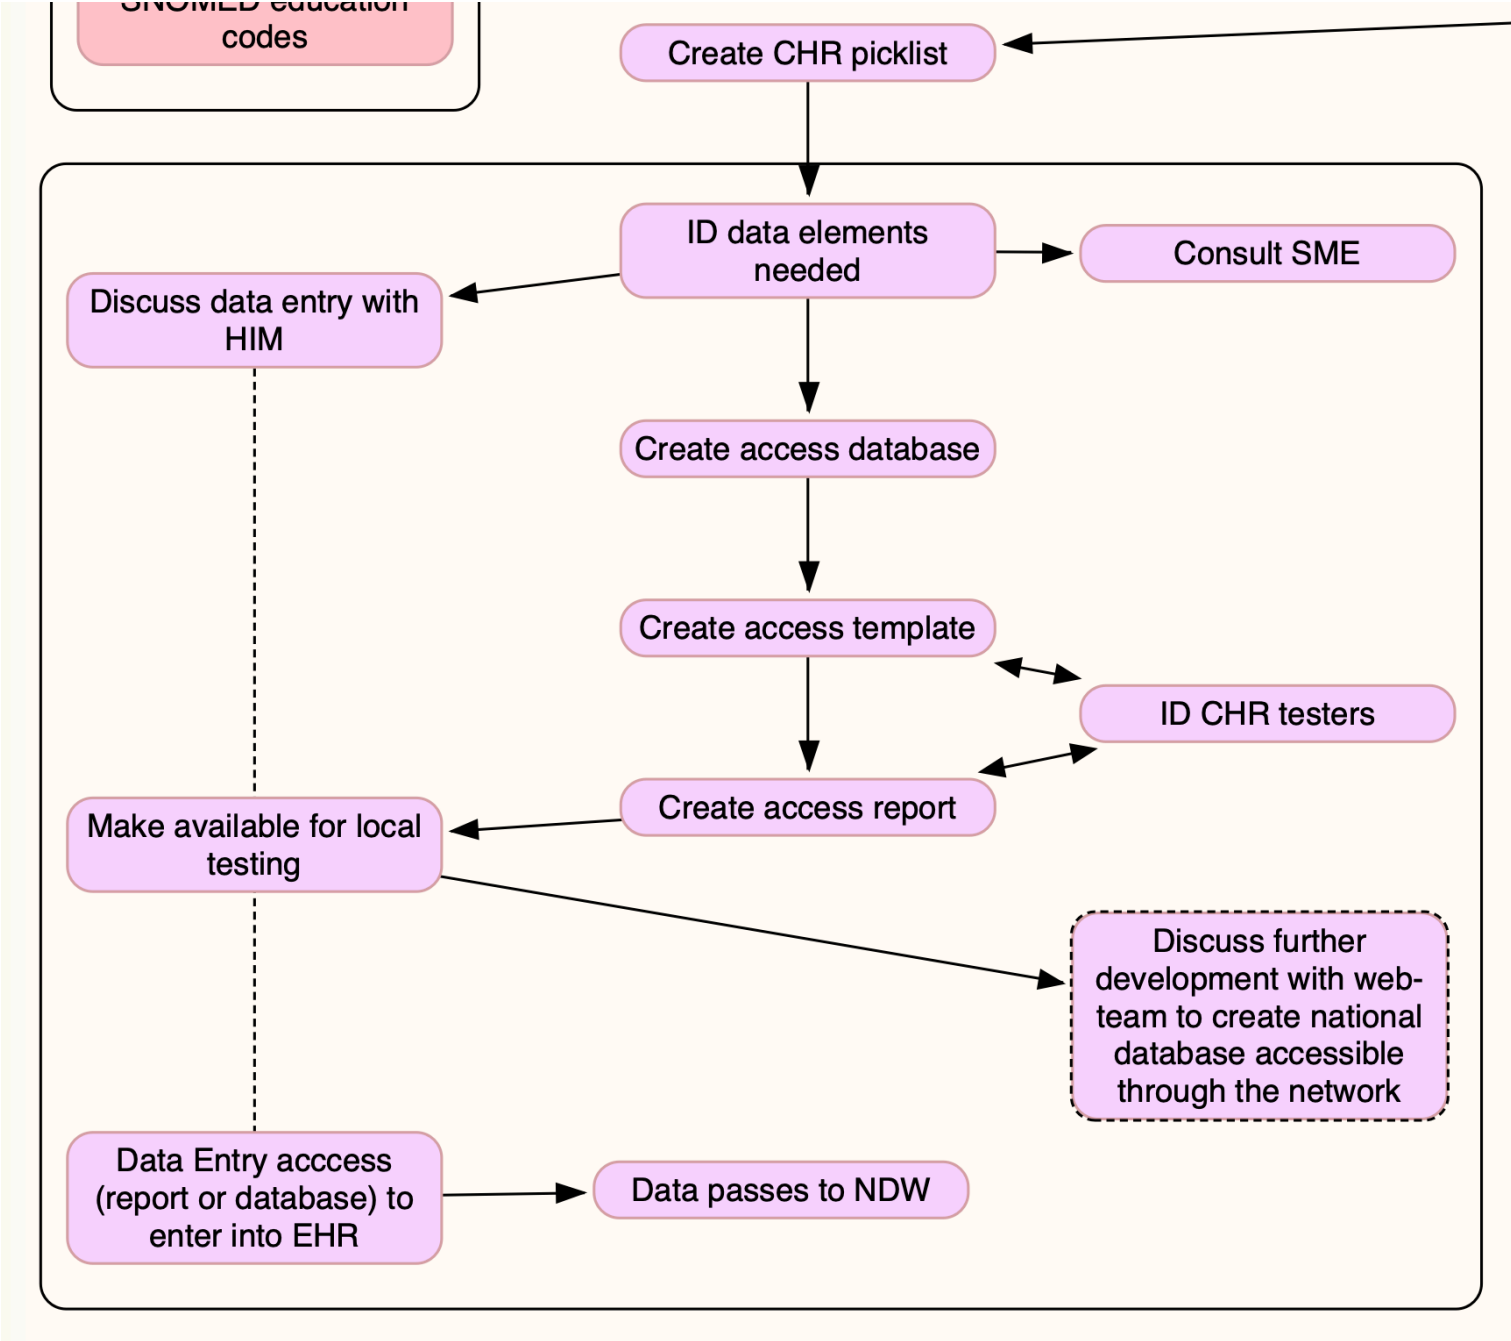 SNOMED education
codes
Create CHR picklist
ID data elements
needed
Consult SME
Discuss data entry with
HIM
Create access database
Create access template
ID CHR testers
Create access report
Make available for local
testing
Discuss further
development with web-
team to create national
database accessible
through the network
Data Entry acccess
(report or database) to
enter into EHR
Data passes to NDW